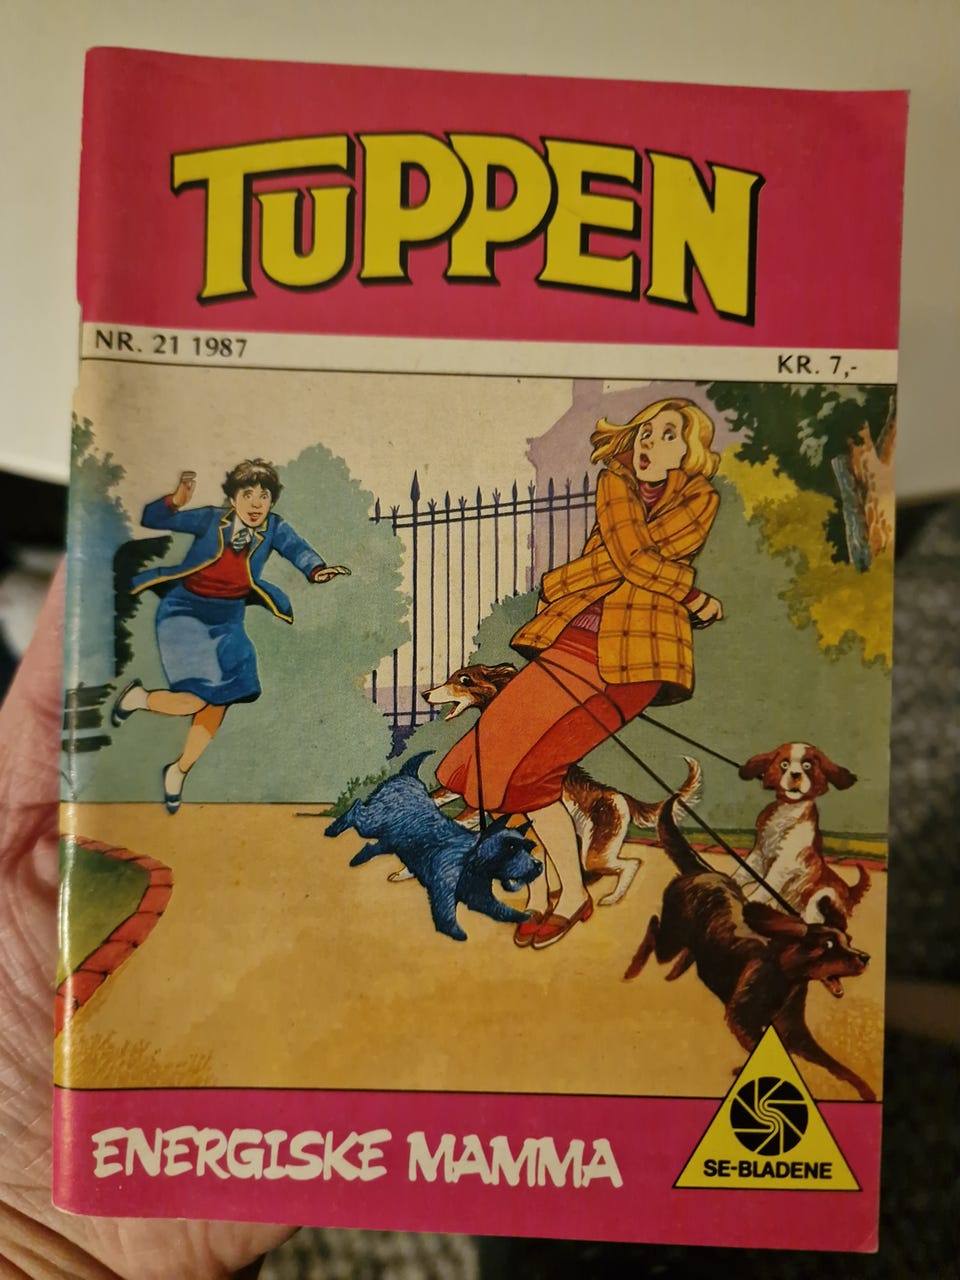 TUPPEN
NR. 21 1987
KR. 7,-
ENERGISKE MAMMA
SE-BLADENE